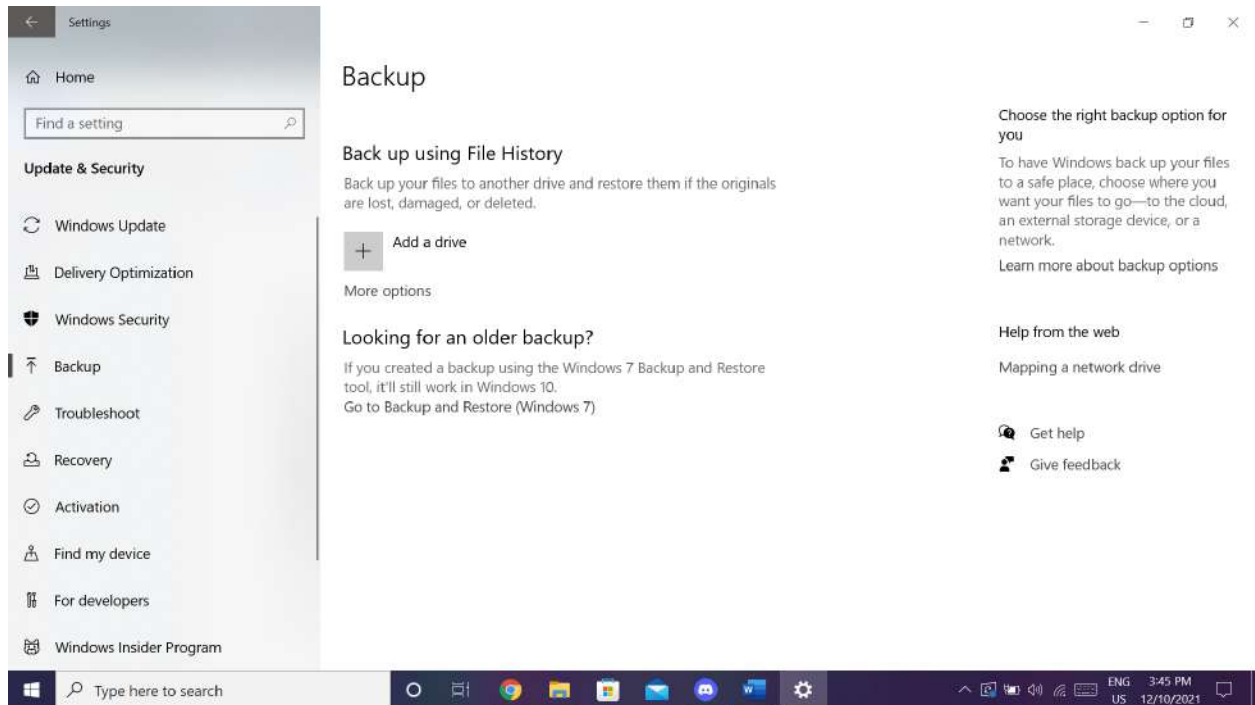 Settings
Home
Find a setting
Update & Security
Windows Update
Delivery Optimization
Windows Security
Backup
Troubleshoot
Recovery
Activation
Find my device
For developers
Windows Insider Program
Backup
Back up using File History
Back up your files to another drive and restore them if the originals
are lost, damaged, or deleted.
Add a drive
More options
Looking for an older backup?
If you created a backup using the Windows 7 Backup and Restore
tool, it'll still work in Windows 10.
Go to Backup and Restore (Windows 7)
Choose the right backup option for
you
To have Windows back up your files
to a safe place, choose where you
want your files to go—to the cloud,
an external storage device, or a
network.
Learn more about backup options
Help from the web
Mapping a network drive
Get help
Give feedback
Type here to search
W
ENG
US
3:45 PM
12/10/2021